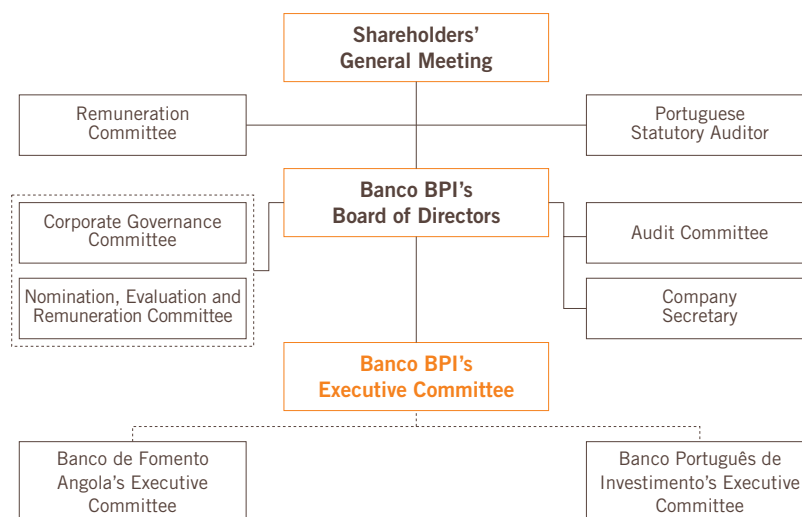 Shareholders'
General Meeting
Remuneration
Committee
Portuguese
Statutory Auditor
Banco BPI's
Board of Directors
Corporate Governance
Committee
Audit Committee
Nomination, Evaluation and
Remuneration Committee
Company
Secretary
Banco BPI's
Executive Committee
Banco de Fomento
Angola's Executive
Committee
Banco Português de
Investimento's Executive
Committee